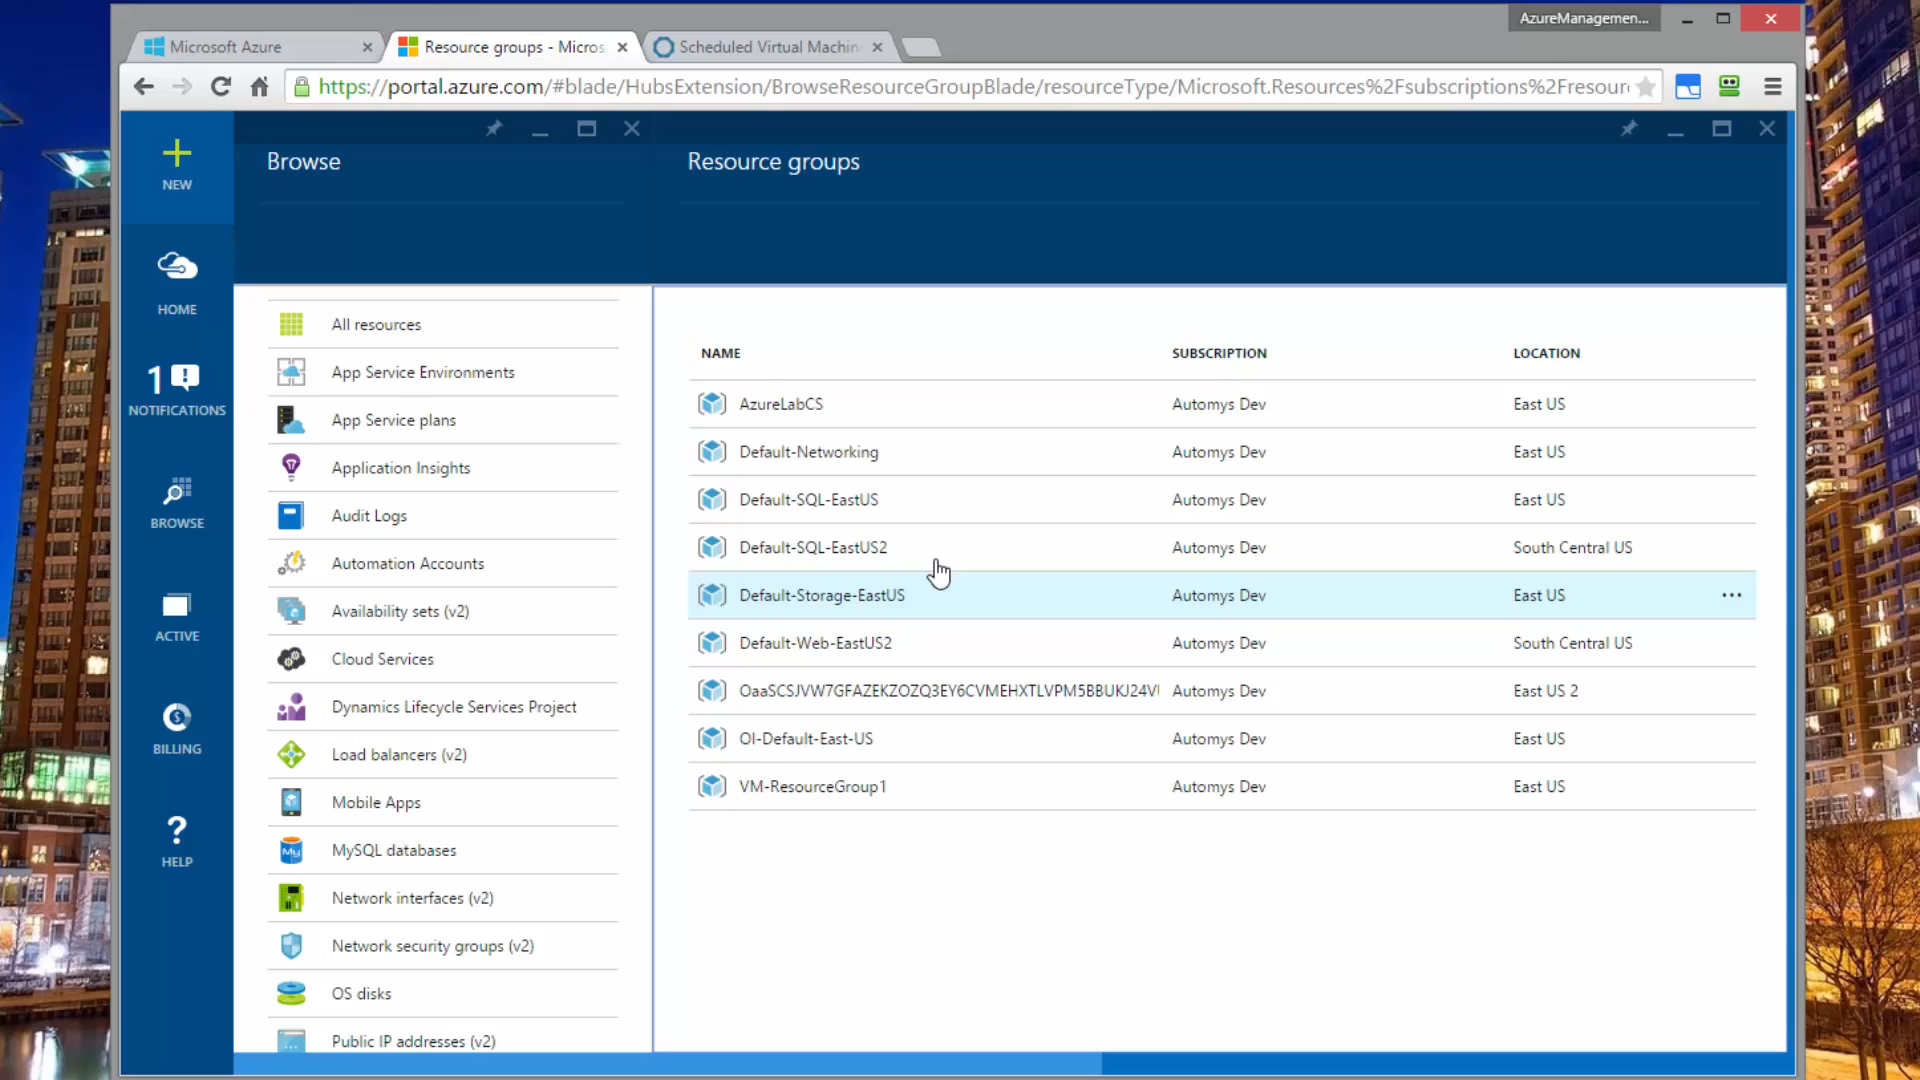 AzureManagemen...
Microsoft Azure
Resource groups - Micros
Scheduled Virtual Machin
https://portal.azure.com/#blade/HubsExtension/BrowseResourceGroupBlade/resourceType/Microsoft.Resources%2Fsubscriptions%2Fresour
NEW
HOME
1
NOTIFICATIONS
BROWSE
ACTIVE
BILLING
HELP
Browse
All resources
App Service Environments
App Service plans
Application Insights
Audit Logs
Automation Accounts
Availability sets (v2)
Cloud Services
Dynamics Lifecycle Services Project
Load balancers (v2)
Mobile Apps
My MySQL databases
Network interfaces (v2)
Network security groups (v2)
OS disks
Public IP addresses (v2)
Resource groups
NAME SUBSCRIPTION LOCATION
AzureLabCS Automys Dev East US
Default-Networking Automys Dev East US
Default-SQL-EastUS Automys Dev East US
Default-SQL-EastUS2 Automys Dev South Central US
Default-Storage-EastUS Automys Dev East US ...
Default-Web-EastUS2 Automys Dev South Central US
OaaSCSJVW7GFAZEKZOZQ3EY6CVMEHXTLVPM5BBUKJ24VU Automys Dev East US 2
OI-Default-East-US Automys Dev East US
VM-ResourceGroup1 Automys Dev East US